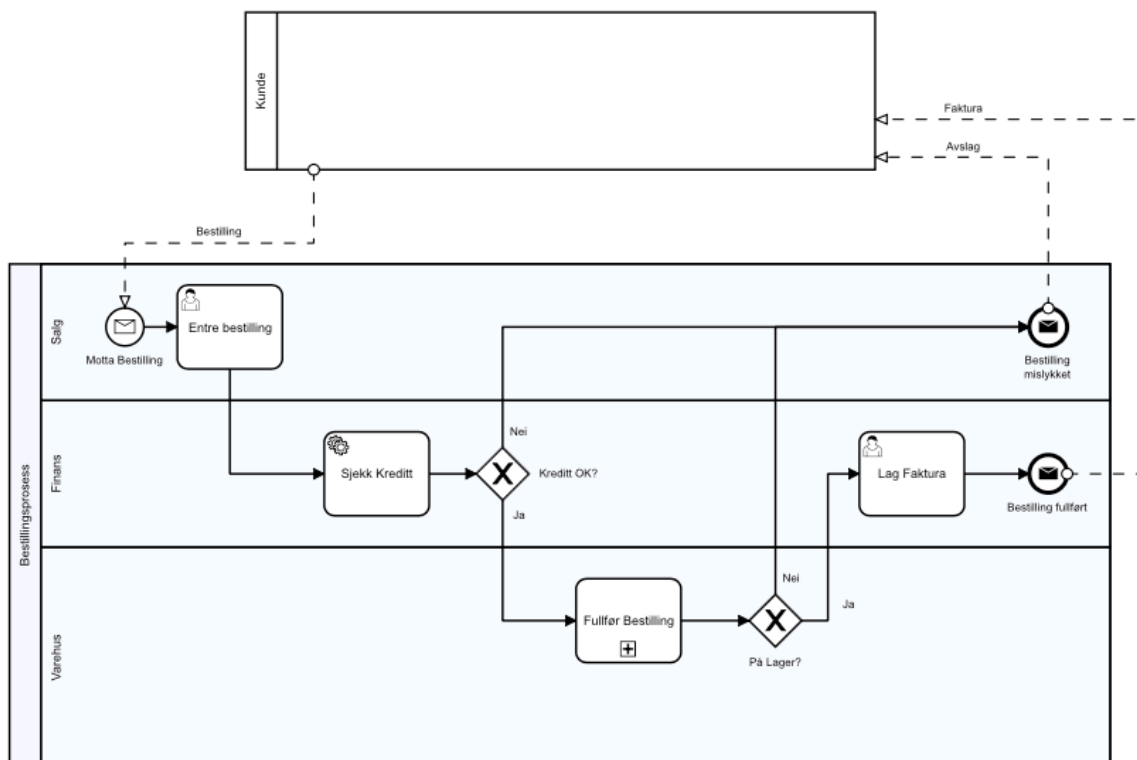 Kunde
Faktura
Avslag
Bestilling
Bestillingsprosess
Salg
Motta Bestilling
Entre bestilling
Bestilling
mislykket
Finans
Sjekk Kreditt
Nei
Kreditt OK?
Ja
Lag Faktura
Bestilling fullført
Varehus
Fullfør Bestilling
Nei
Ja
På Lager?